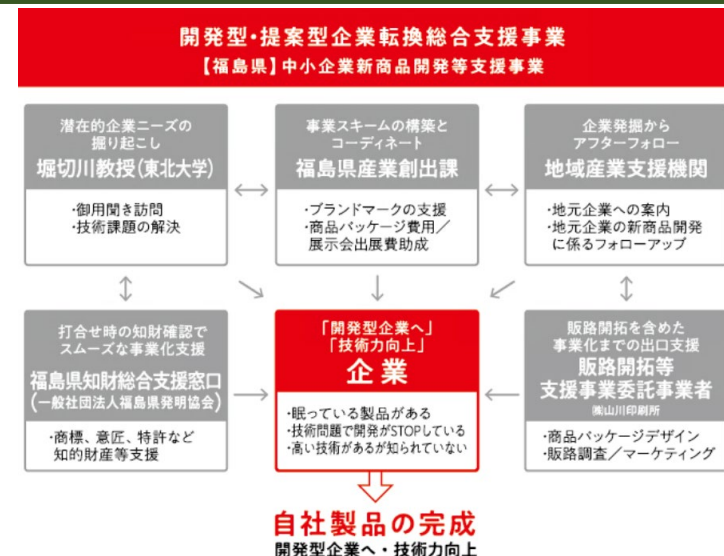 開発型・提案型企業転換総合支援事業
【福島県】中小企業新商品開発等支援事業
潜在的企業ニーズの
掘り起こし
堀切川教授(東北大学)
・御用聞き訪問
・技術課題の解決
事業スキームの構築と
コーディネート
福島県産業創出課
・ブランドマークの支援
・商品パッケージ費用／
展示会出展費助成
企業発掘から
アフターフォロー
地域産業支援機関
・地元企業への案内
・地元企業の新商品開発
に係るフォローアップ
打合せ時の知財確認で
スムーズな事業化支援
福島県知財総合支援窓口
(一般社団法人福島県発明協会)
・商標、意匠、特許など
知的財産等支援
「開発型企業へ」
「技術力向上」
企業
・眠っている製品がある
・技術問題で開発がSTOPしている
・高い技術があるが知られていない
販路開拓を含めた
事業化までの出口支援
販路開拓等
支援事業委託事業者
㈱山川印刷所
・商品パッケージデザイン
・販路調査／マーケティング
自社製品の完成
開発型企業へ・技術力向上